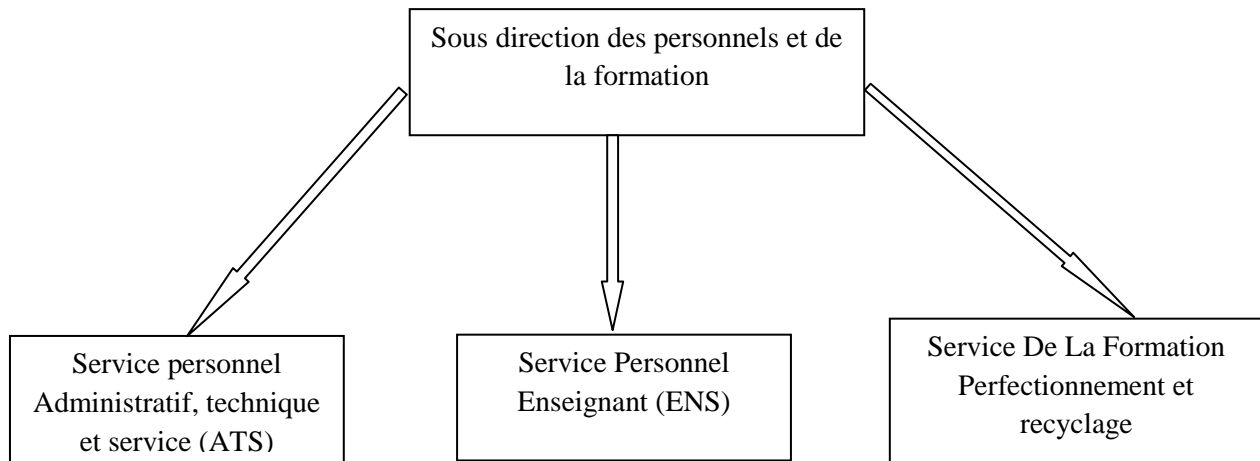 Sous direction des personnels et de
la formation
Service personnel
Administratif, technique
et service (ATS)
Service Personnel
Enseignant (ENS)
Service De La Formation
Perfectionnement et
recyclage